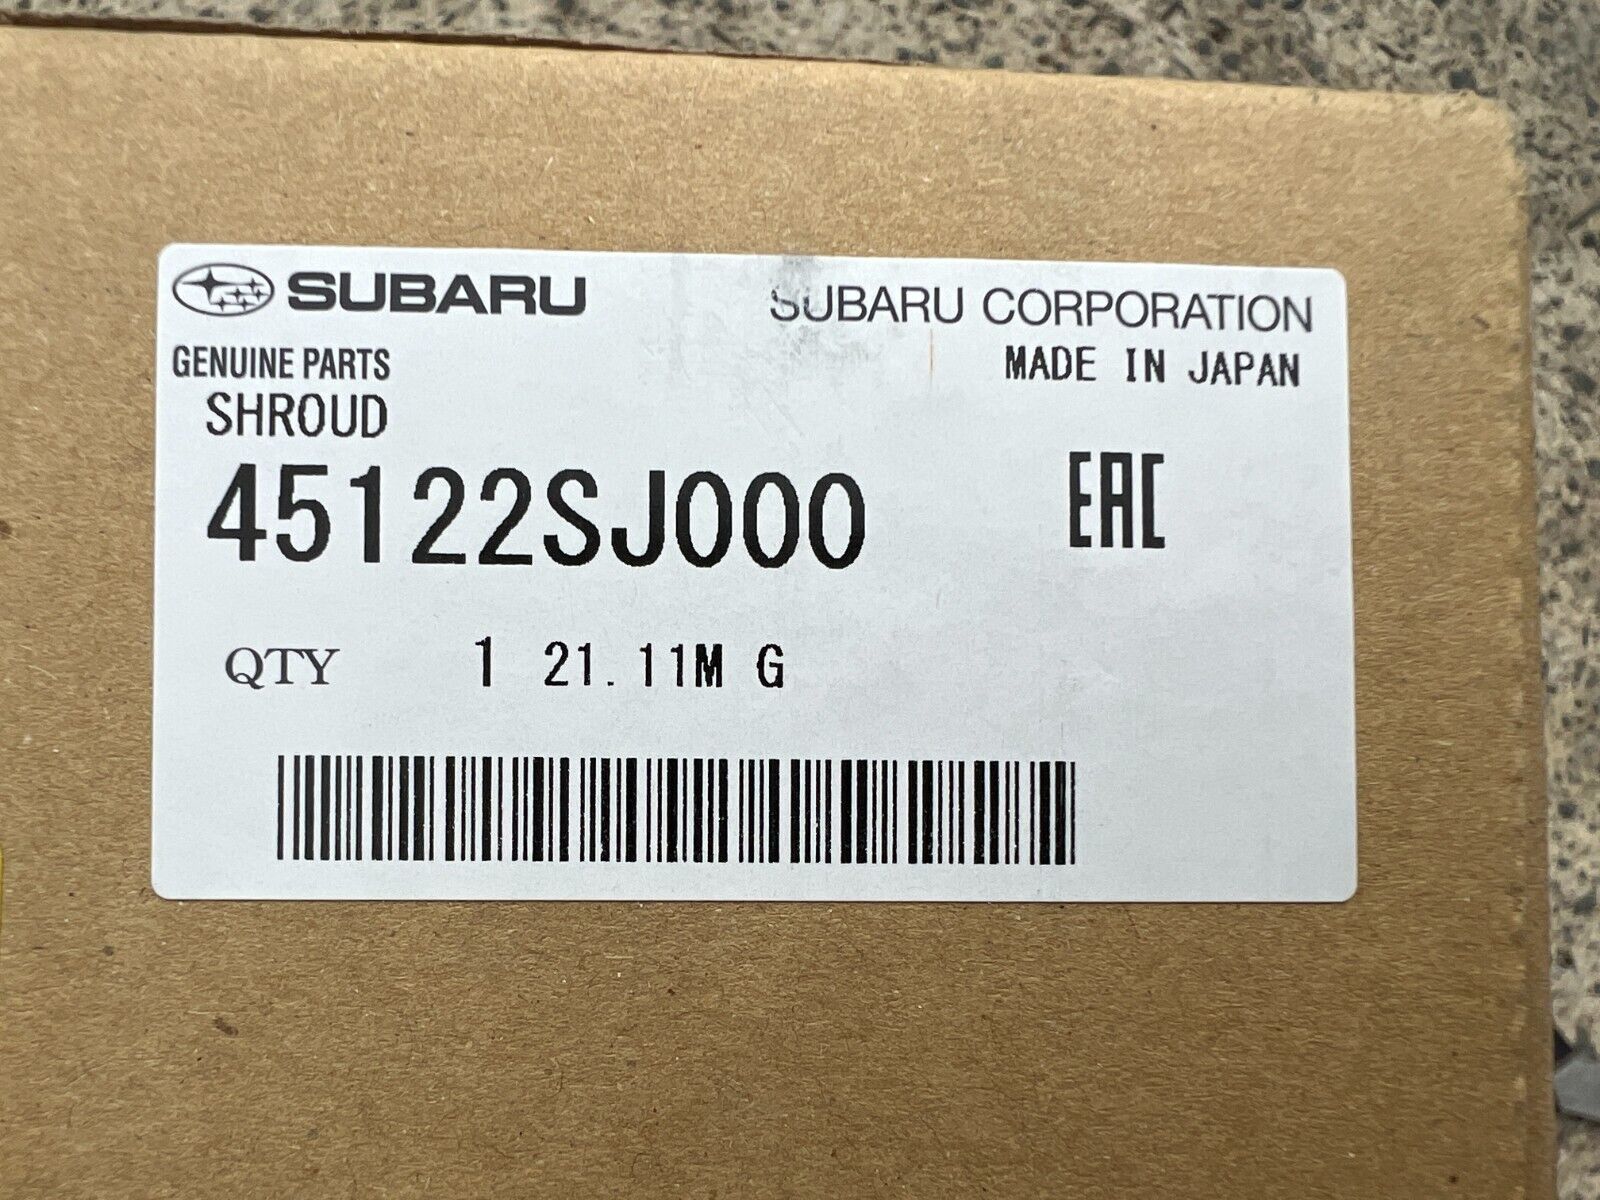 SUBARU
SUBARU CORPORATION
GENUINE PARTS
MADE IN JAPAN
SHROUD
45122SJ000
EAC
QTY 1 21.11M G